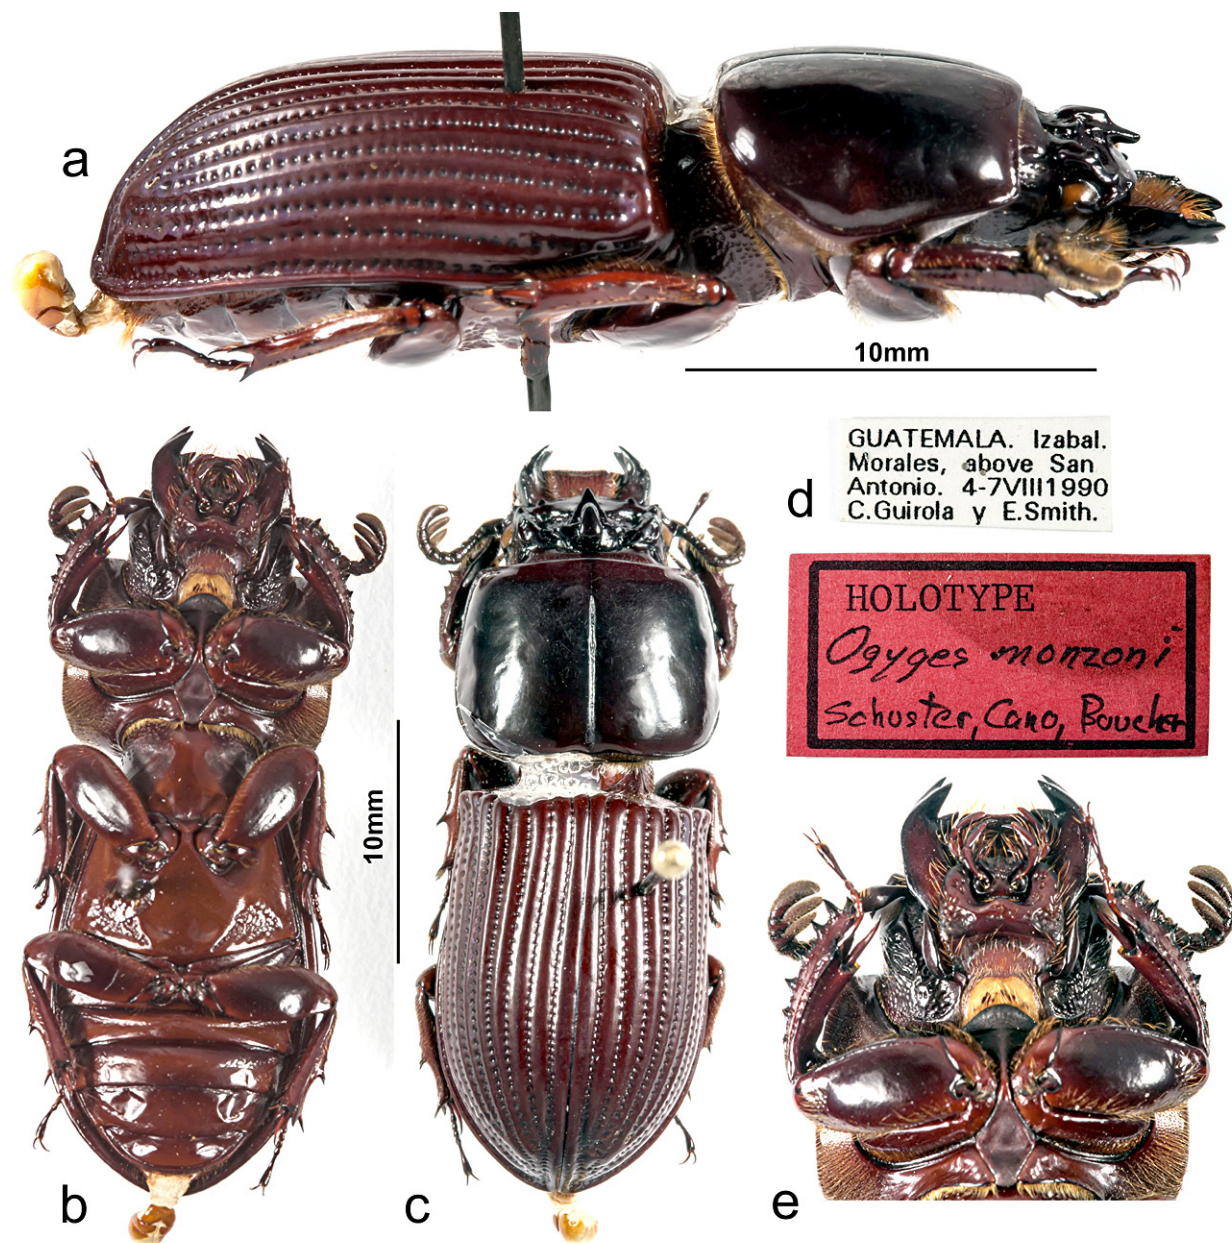 a
10mm
GUATEMALA. Izabal.
Morales, above San
Antonio. 4-7VIII1990
C.Guirola y E.Smith.
d
HOLOTYPE
Ogyges monzoni
Schuster, Cano, Boucher
10mm
b
c
e